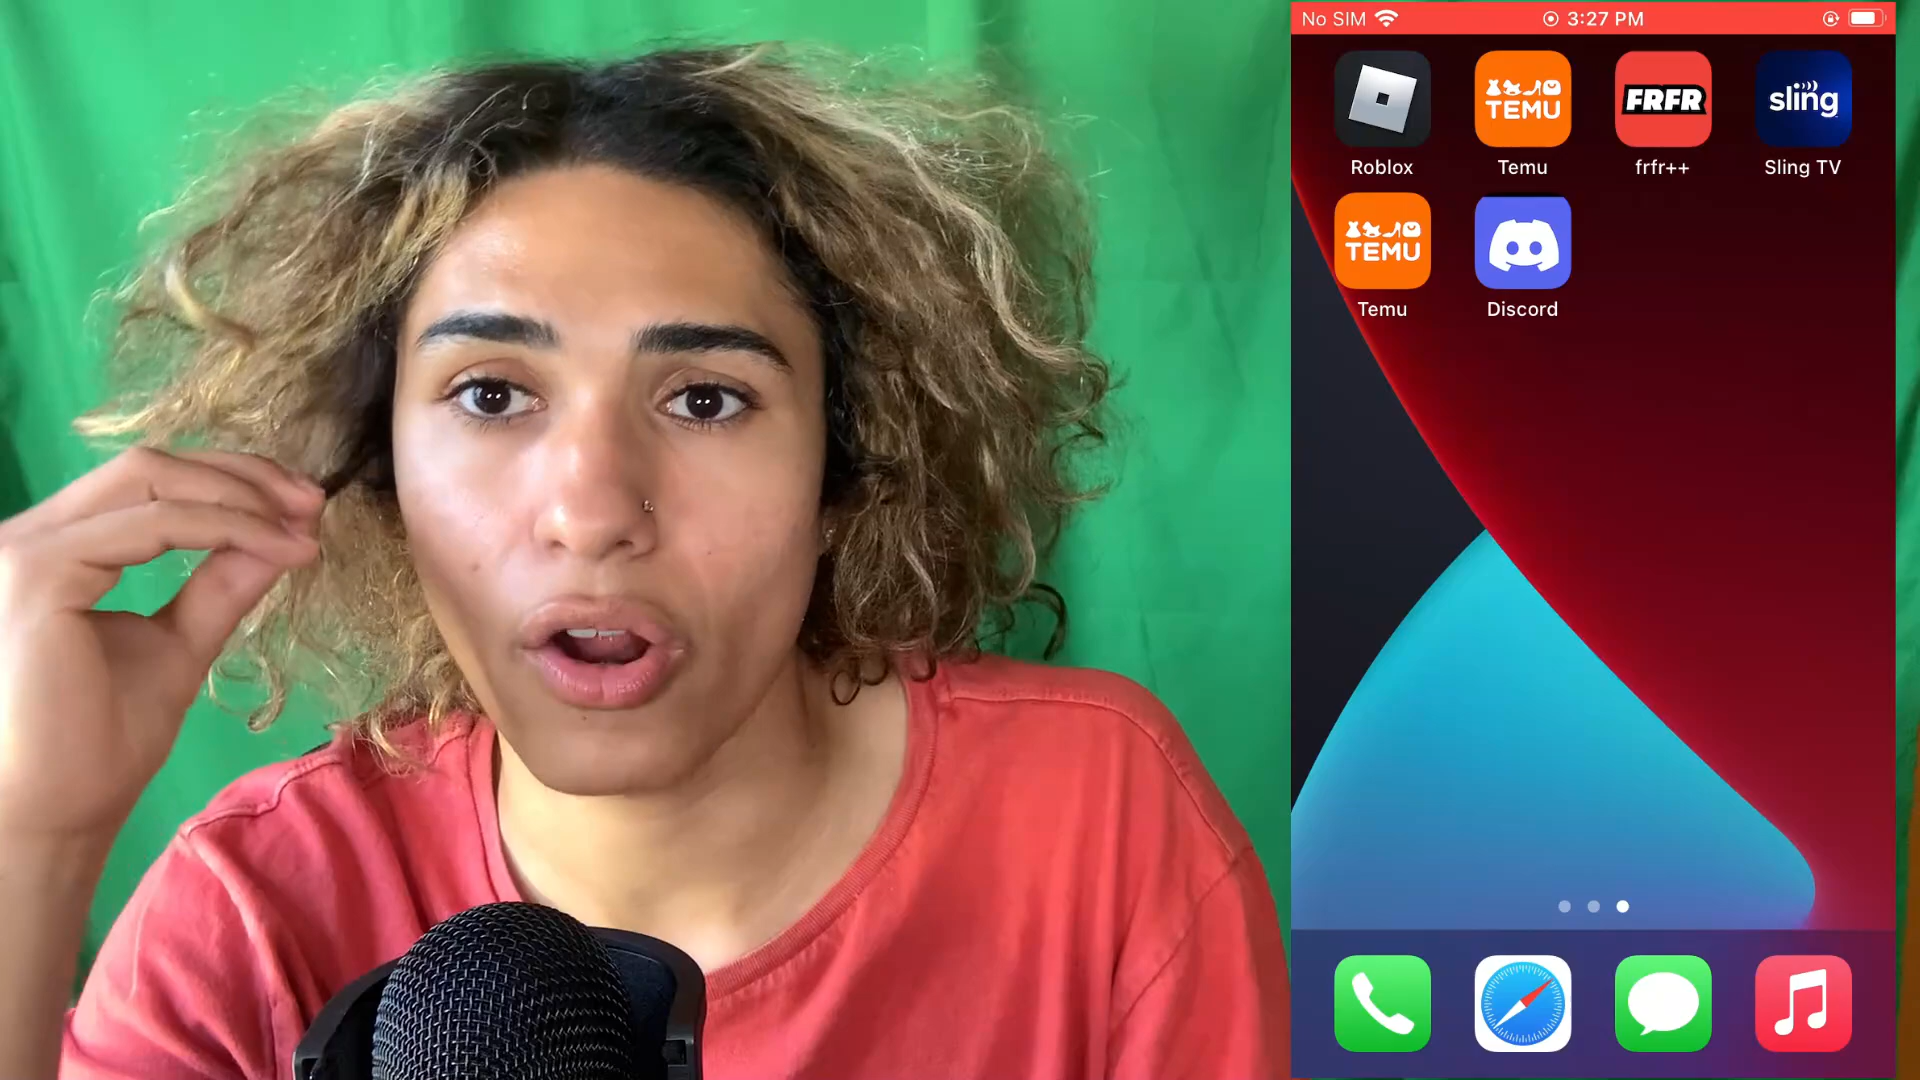 No SIM 3:27 PM
TEMU FRFR sling
Roblox Temu frfr++ Sling TV
TEMU
Temu Discord